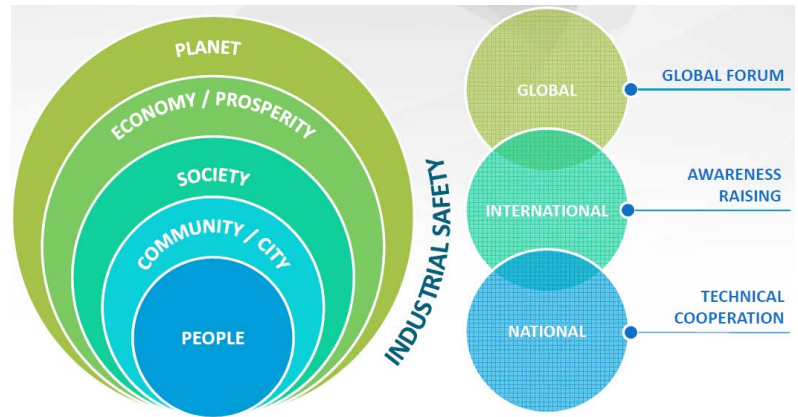 PLANET
ECONOMY / PROSPERITY
SOCIETY
COMMUNITY / CITY
PEOPLE
INDUSTRIAL SAFETY
GLOBAL
GLOBAL FORUM
INTERNATIONAL
AWARENESS
RAISING
NATIONAL
TECHNICAL
COOPERATION